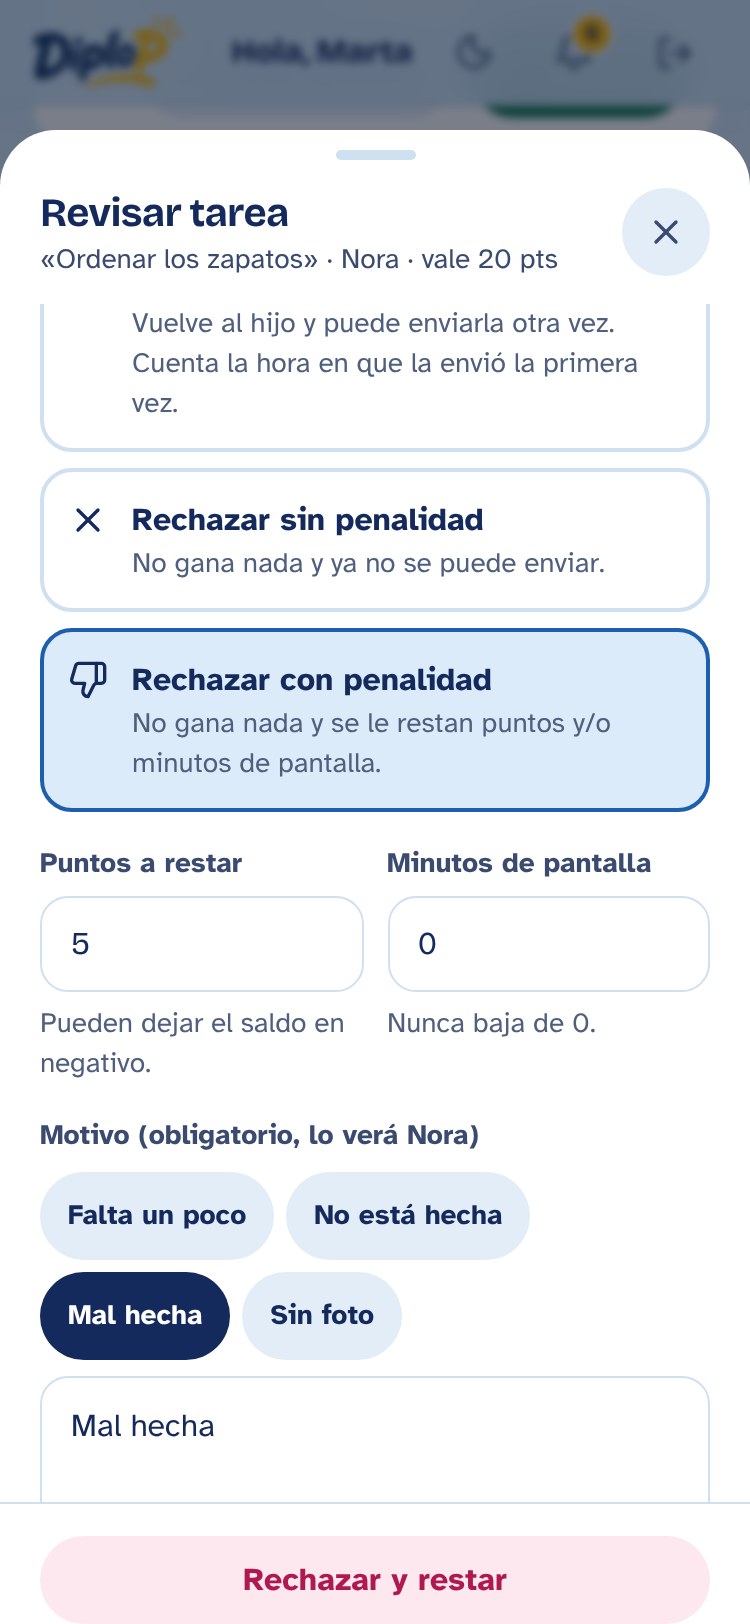 DiploP
Hola, Marta
Revisar tarea
«Ordenar los zapatos» · Nora · vale 20 pts
Vuelve al hijo y puede enviarla otra vez.
Cuenta la hora en que la envió la primera
vez.
Rechazar sin penalidad
No gana nada y ya no se puede enviar.
Rechazar con penalidad
No gana nada y se le restan puntos y/o
minutos de pantalla.
Puntos a restar
Minutos de pantalla
5
0
Pueden dejar el saldo en
negativo.
Nunca baja de 0.
Motivo (obligatorio, lo verá Nora)
Falta un poco
No está hecha
Mal hecha
Sin foto
Mal hecha
Rechazar y restar